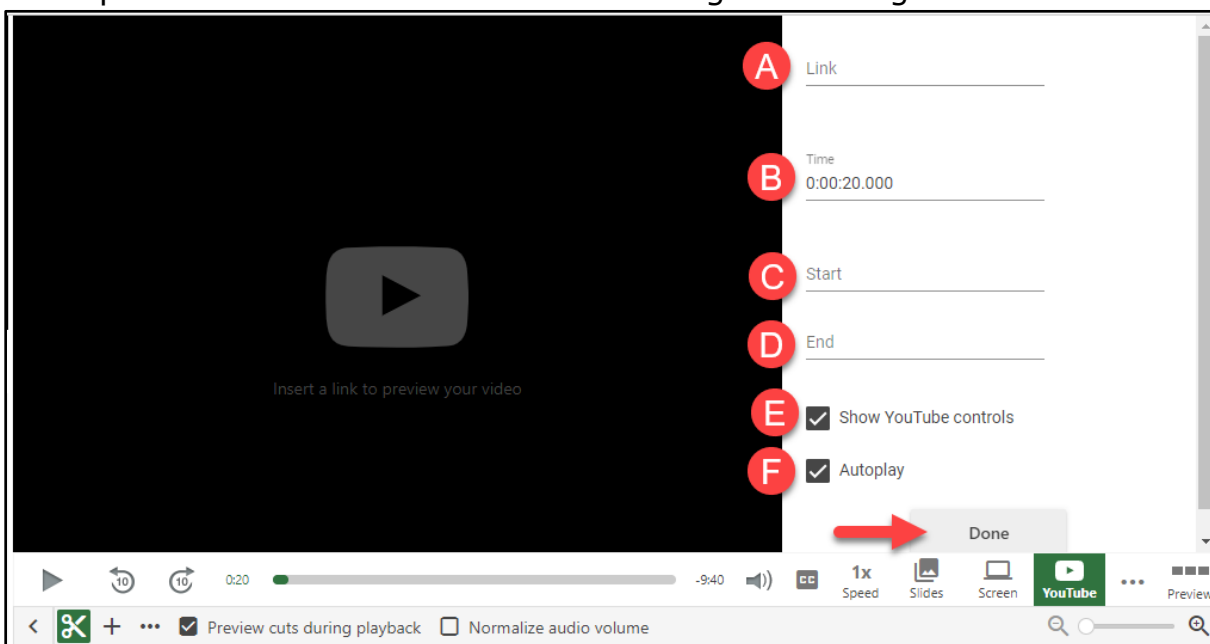 A
Link
Time
B
0:00:20.000
C
Start
D
End
Insert a link to preview your video
E
Show YouTube controls
F
Autoplay
Done
10 10 0:20 -9:40 CC 1x Speed Slides Screen YouTube ••• Preview
••• Preview cuts during playback Normalize audio volume